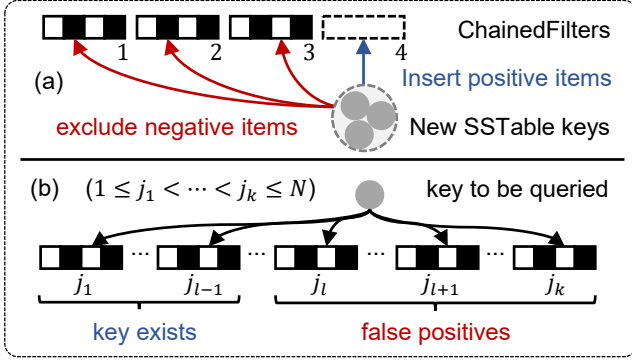 ChainedFilters
1 2 3 4
(a)
Insert positive items
exclude negative items
New SSTable keys
(b) (1 ≤ j₁ < ⋯ < jₖ ≤ N)
key to be queried
⋯ ⋯ ⋯ ⋯
j₁ jₗ₋₁ jₗ jₗ₊₁ jₖ
key exists
false positives